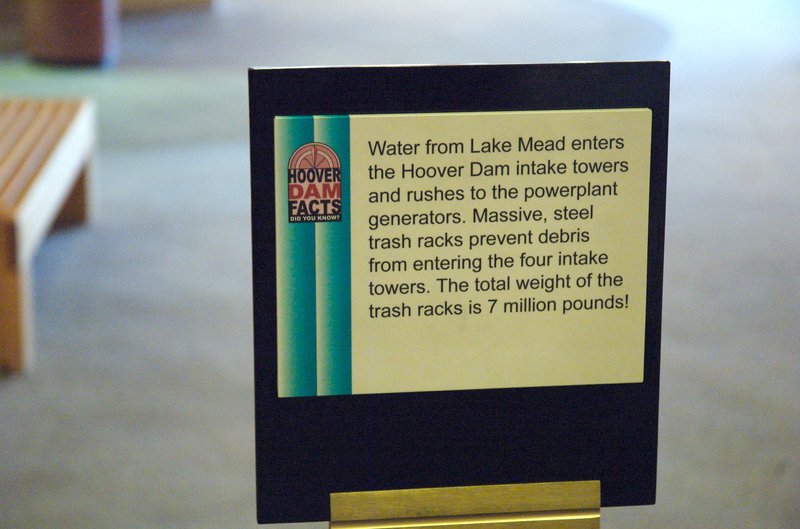 HOOVER
DAM
FACTS
DID YOU KNOW?
Water from Lake Mead enters
the Hoover Dam intake towers
and rushes to the powerplant
generators. Massive, steel
trash racks prevent debris
from entering the four intake
towers. The total weight of the
trash racks is 7 million pounds!